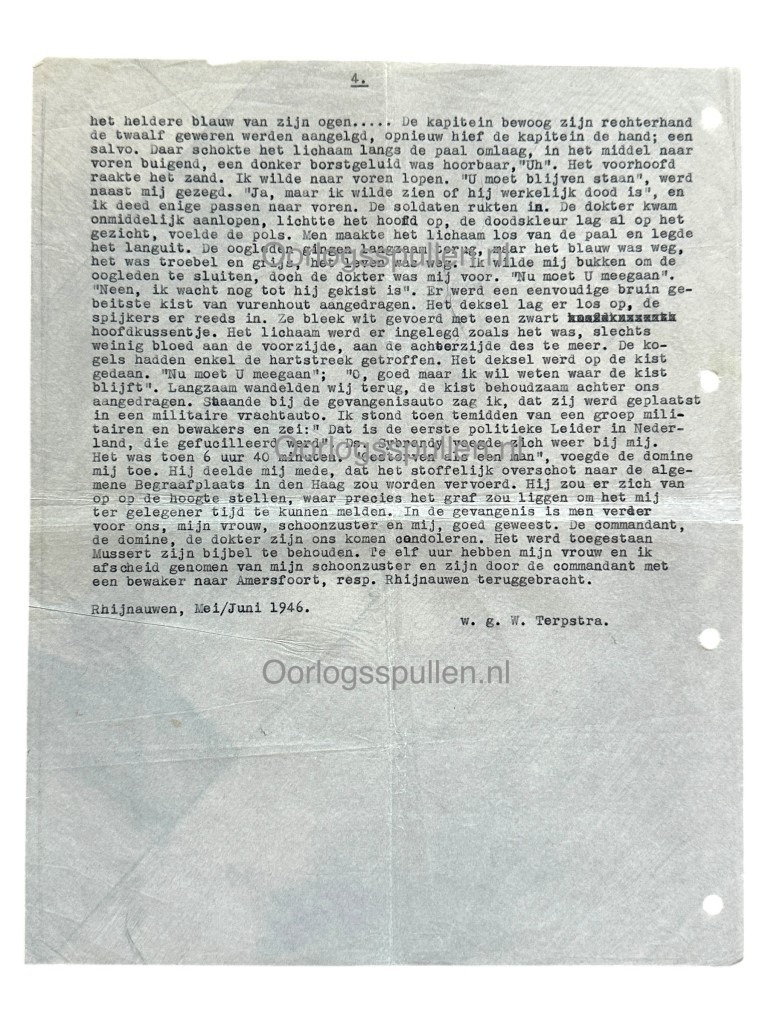 4.
het heldere blauw van zijn ogen..... De kapitein bewoog zijn rechterhand
de twaalf geweren werden aangelgd, opnieuw hief de kapitein de hand; een
salvo. Daar schokte het lichaam langs de paal omlaag, in het middel naar
voren buigend, een donker borstgeluid was hoorbaar,"Uh". Het voorhoofd
raakte het zand. Ik wilde naar voren lopen. "U moet blijven staan", werd
naast mij gezegd. "Ja, maar ik wilde zien of hij werkelijk dood is", en
ik deed enige passen naar voren. De soldaten rukten in. De dokter kwam
onmiddelijk aanlopen, lichtte het hoofd op, de doodskleur lag al op het
gezicht, voelde de pols. Men maakte het lichaam los van de paal en legde
het languit. De oogleden gingen langzaam terug, maar het blauw was weg,
het was troebel en grijs, het leven was weg. Ik wilde mij bukken om de
oogleden te sluiten, doch de dokter was mij voor. "Nu moet U meegaan".
"Neen, ik wacht nog tot hij gekist is". Er werd een eenvoudige bruin ge-
beitste kist van vurenhout aangedragen. Het deksel lag er los op, de
spijkers er reeds in. Ze bleek wit gevoerd met een zwart
hoofdkussentje. Het lichaam werd er ingelegd zoals het was, slechts
weinig bloed aan de voorzijde, aan de achterzijde des te meer. De ko-
gels hadden enkel de hartstreek getroffen. Het deksel werd op de kist
gedaan. "Nu moet U meegaan"; "O, goed maar ik wil weten waar de kist
blijft". Langzaam wandelden wij terug, de kist behoudzaam achter ons
aangedragen. Staande bij de gevangenisauto zag ik, dat zij werd geplaatst
in een militaire vrachtauto. Ik stond toen temidden van een groep mili-
tairen en bewakers en zei:" Dat is de eerste politieke Leider in Neder-
land, die gefucilleerd werd". Ds. Sybrandy voegde zich weer bij mij.
Het was toen 6 uur 40 minuten. "Gestorven als een man", voegde de domine
mij toe. Hij deelde mij mede, dat het stoffelijk overschot naar de alge-
mene Begraafplaats in den Haag zou worden vervoerd. Hij zou er zich van
op op de hoogte stellen, waar precies het graf zou liggen om het mij
ter gelegener tijd te kunnen melden. In de gevangenis is men verder
voor ons, mijn vrouw, schoonzuster en mij, goed geweest. De commandant,
de domine, de dokter zijn ons komen condoleren. Het werd toegestaan
Mussert zijn bijbel te behouden. Te elf uur hebben mijn vrouw en ik
afscheid genomen van mijn schoonzuster en zijn door de commandant met
een bewaker naar Amersfoort, resp. Rhijnauwen teruggebracht.
Rhijnauwen, Mei/Juni 1946.
w. g. W. Terpstra.
Oorlogsspullen.nl
Oorlogsspullen.nl
Oorlogsspullen.nl